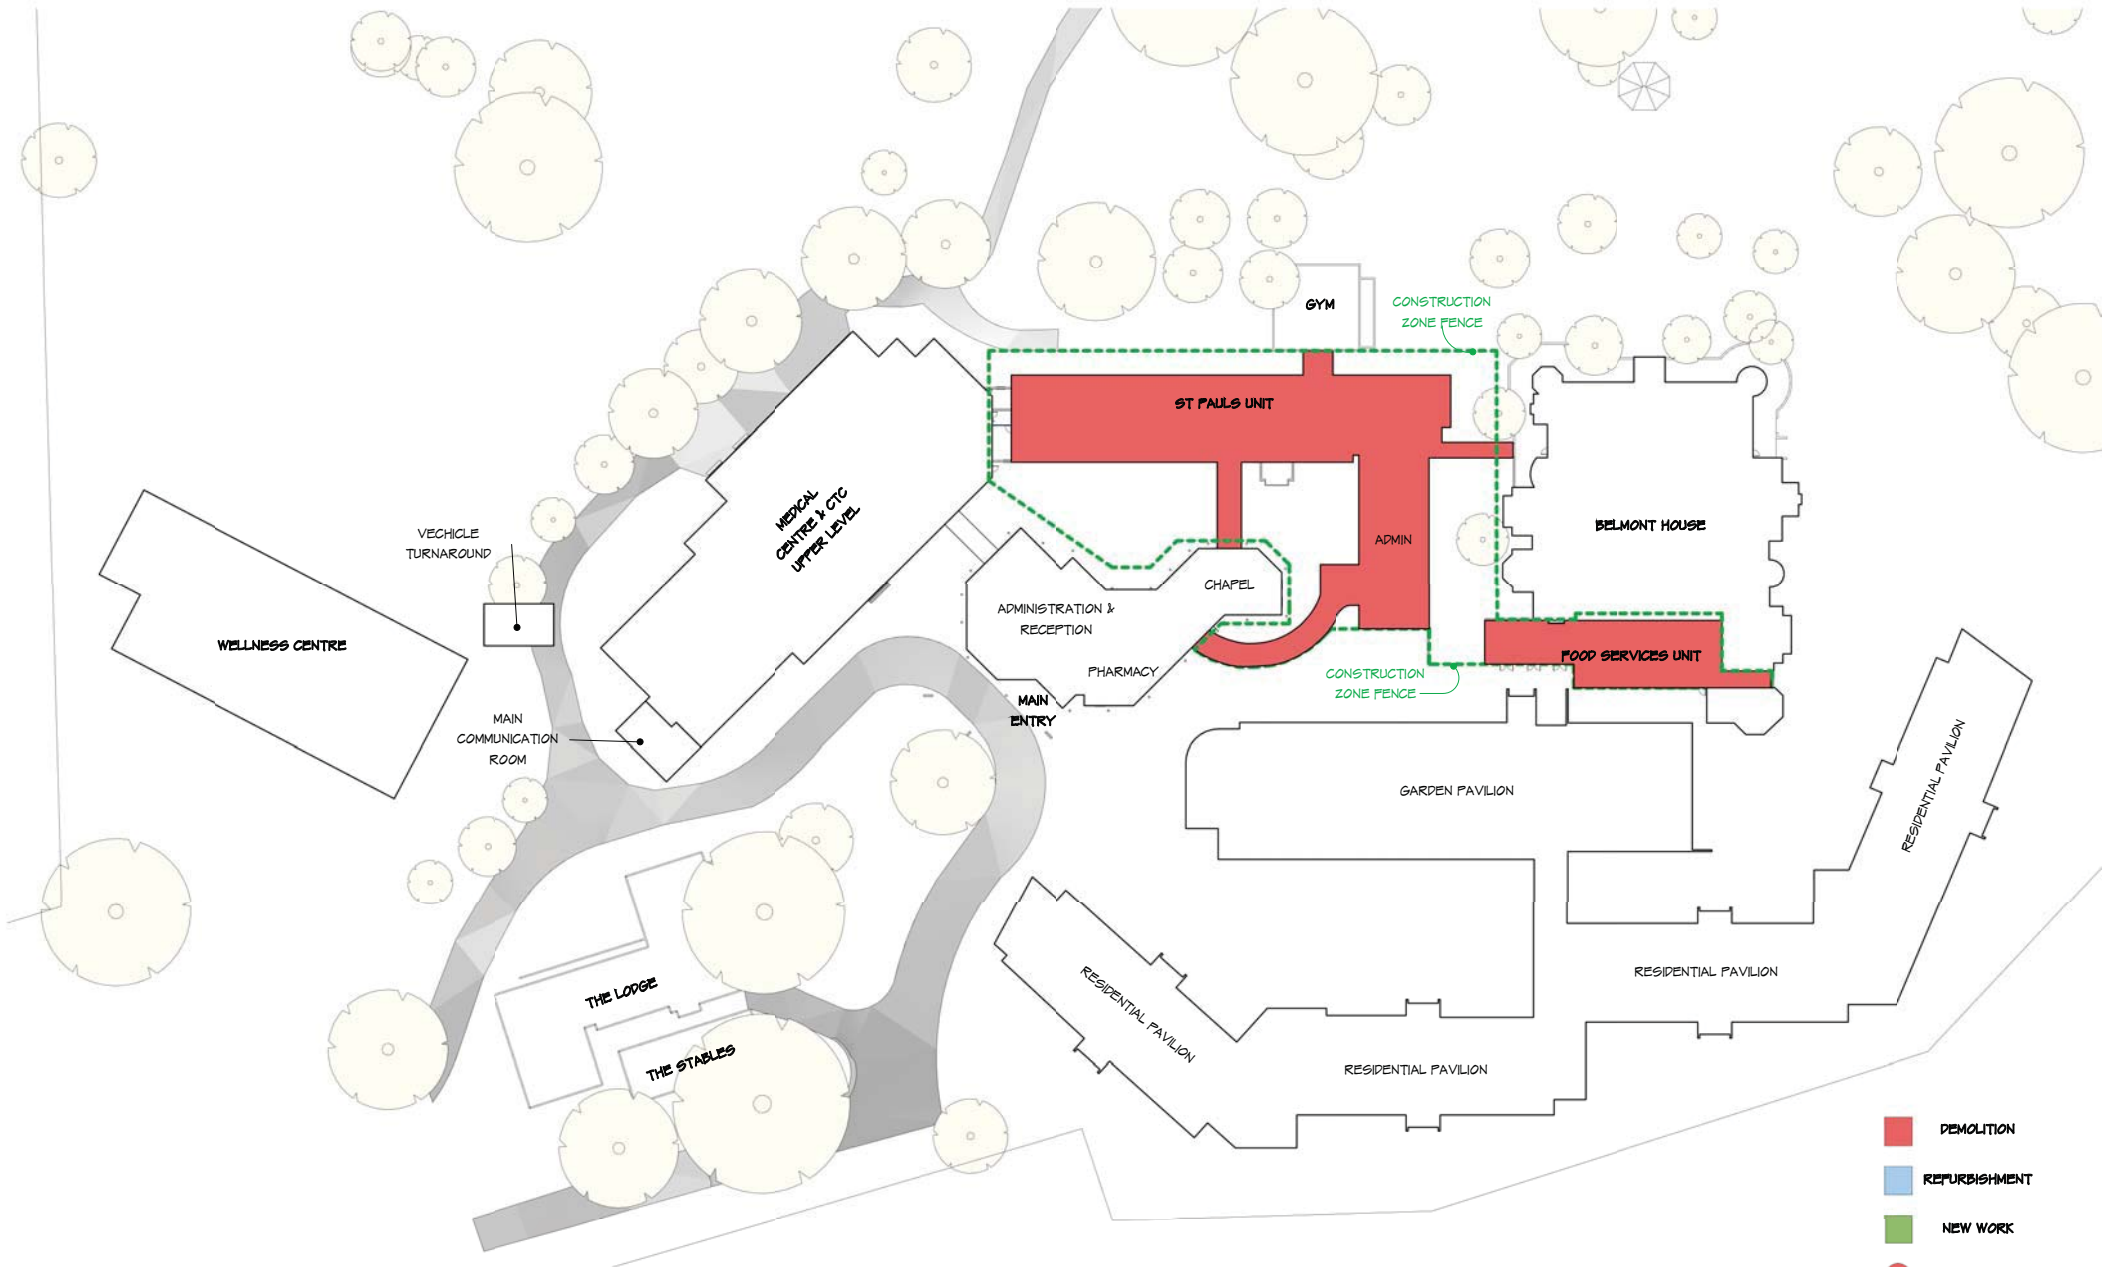 GYM
CONSTRUCTION
ZONE FENCE
ST PAULS UNIT
MEDICAL
CENTRE & CTC
UPPER LEVEL
VECHICLE
TURNAROUND
BELMONT HOUSE
ADMIN
CHAPEL
ADMINISTRATION &
RECEPTION
WELLNESS CENTRE
FOOD SERVICES UNIT
PHARMACY
CONSTRUCTION
ZONE FENCE
MAIN
ENTRY
MAIN
COMMUNICATION
ROOM
GARDEN PAVILION
RESIDENTIAL PAVILION
RESIDENTIAL PAVILION
THE LODGE
RESIDENTIAL PAVILION
THE STABLES
RESIDENTIAL PAVILION
DEMOLITION
REFURBISHMENT
NEW WORK